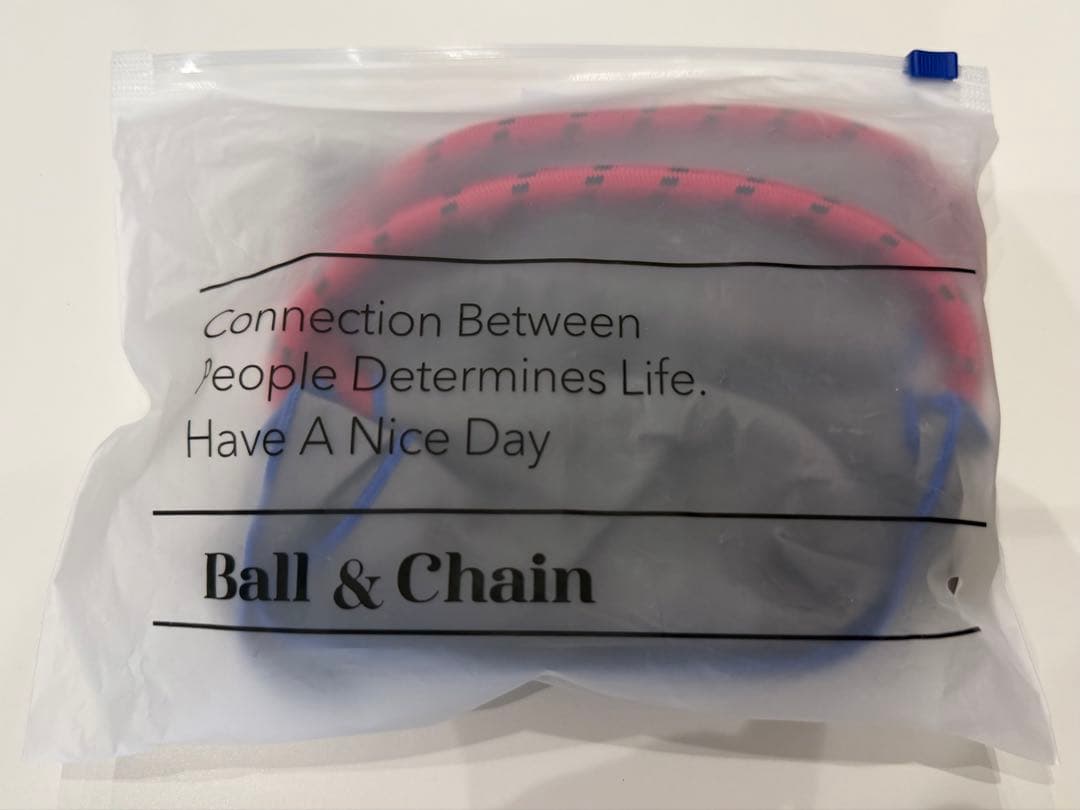 Connection Between
People Determines Life.
Have A Nice Day
Ball & Chain